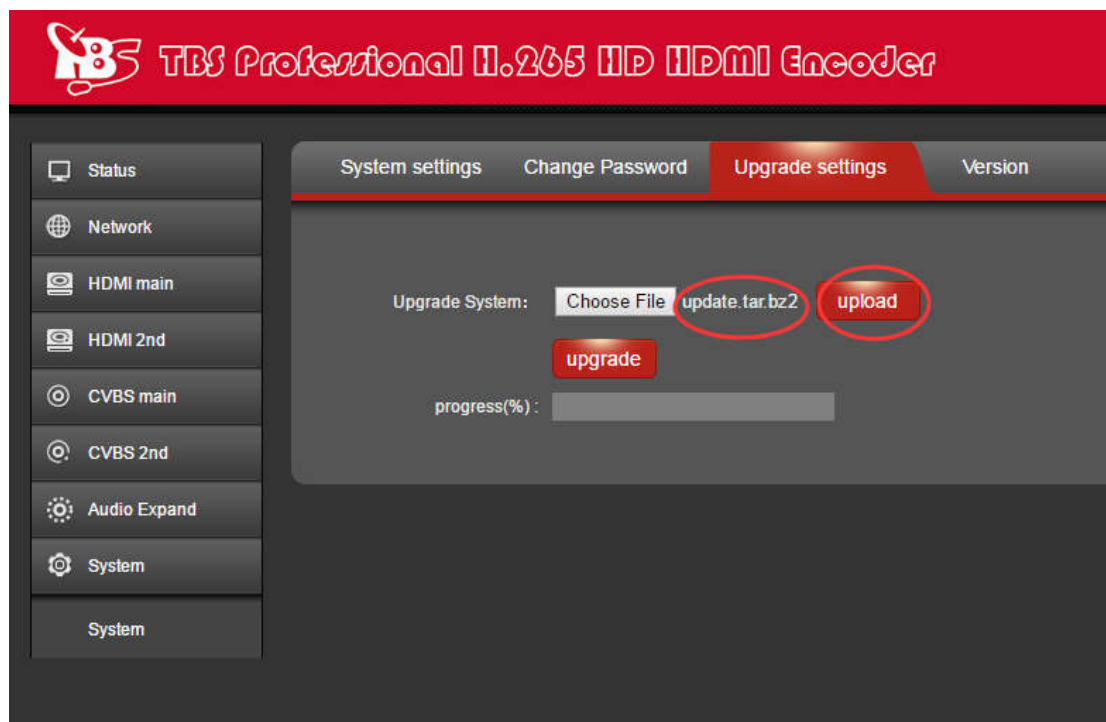 TBS TBS Professional H.265 HD HDMI Encoder
Status
Network
HDMI main
HDMI 2nd
CVBS main
CVBS 2nd
Audio Expand
System
System
System settings Change Password Upgrade settings Version
Upgrade System： Choose File update.tar.bz2 upload
upgrade
progress(%) :